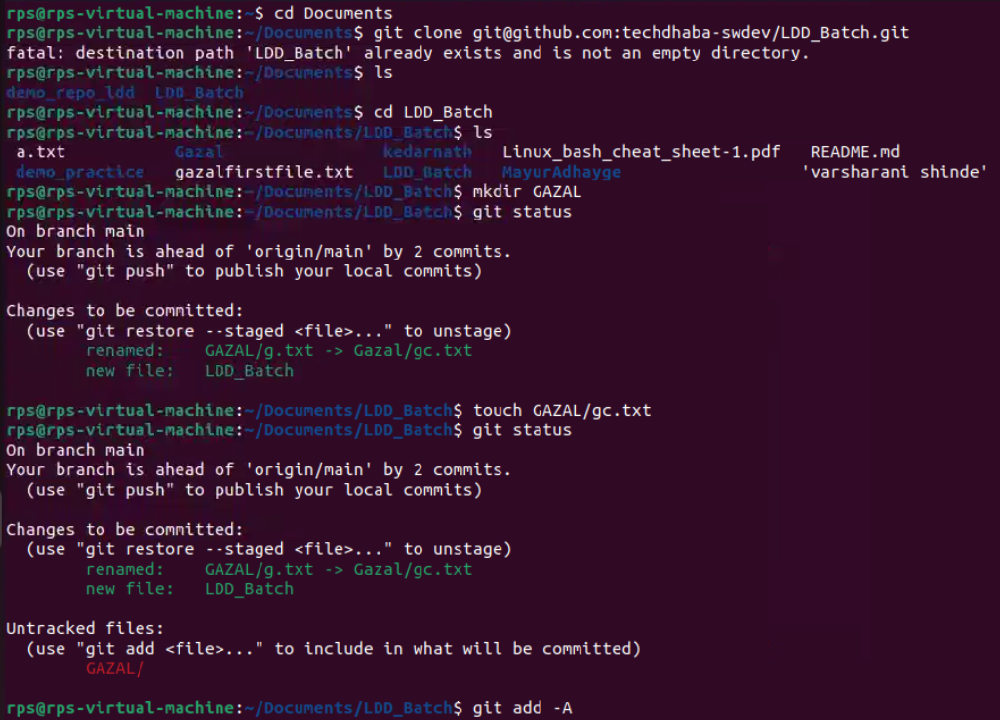 rps@rps-virtual-machine:~$ cd Documents
rps@rps-virtual-machine:~/Documents$ git clone git@github.com:techdhaba-swdev/LDD_Batch.git
fatal: destination path 'LDD_Batch' already exists and is not an empty directory.
rps@rps-virtual-machine:~/Documents$ ls
demo_repo_ldd  LDD_Batch
rps@rps-virtual-machine:~/Documents$ cd LDD_Batch
rps@rps-virtual-machine:~/Documents/LDD_Batch$ ls
a.txt          Gazal              kedarnath  Linux_bash_cheat_sheet-1.pdf  README.md
demo_practice  gazalfirstfile.txt  LDD_Batch  MayurAdhayge                 'varsharani shinde'
rps@rps-virtual-machine:~/Documents/LDD_Batch$ mkdir GAZAL
rps@rps-virtual-machine:~/Documents/LDD_Batch$ git status
On branch main
Your branch is ahead of 'origin/main' by 2 commits.
  (use "git push" to publish your local commits)

Changes to be committed:
  (use "git restore --staged <file>..." to unstage)
        renamed:    GAZAL/g.txt -> Gazal/gc.txt
        new file:   LDD_Batch

rps@rps-virtual-machine:~/Documents/LDD_Batch$ touch GAZAL/gc.txt
rps@rps-virtual-machine:~/Documents/LDD_Batch$ git status
On branch main
Your branch is ahead of 'origin/main' by 2 commits.
  (use "git push" to publish your local commits)

Changes to be committed:
  (use "git restore --staged <file>..." to unstage)
        renamed:    GAZAL/g.txt -> Gazal/gc.txt
        new file:   LDD_Batch

Untracked files:
  (use "git add <file>..." to include in what will be committed)
        GAZAL/

rps@rps-virtual-machine:~/Documents/LDD_Batch$ git add -A